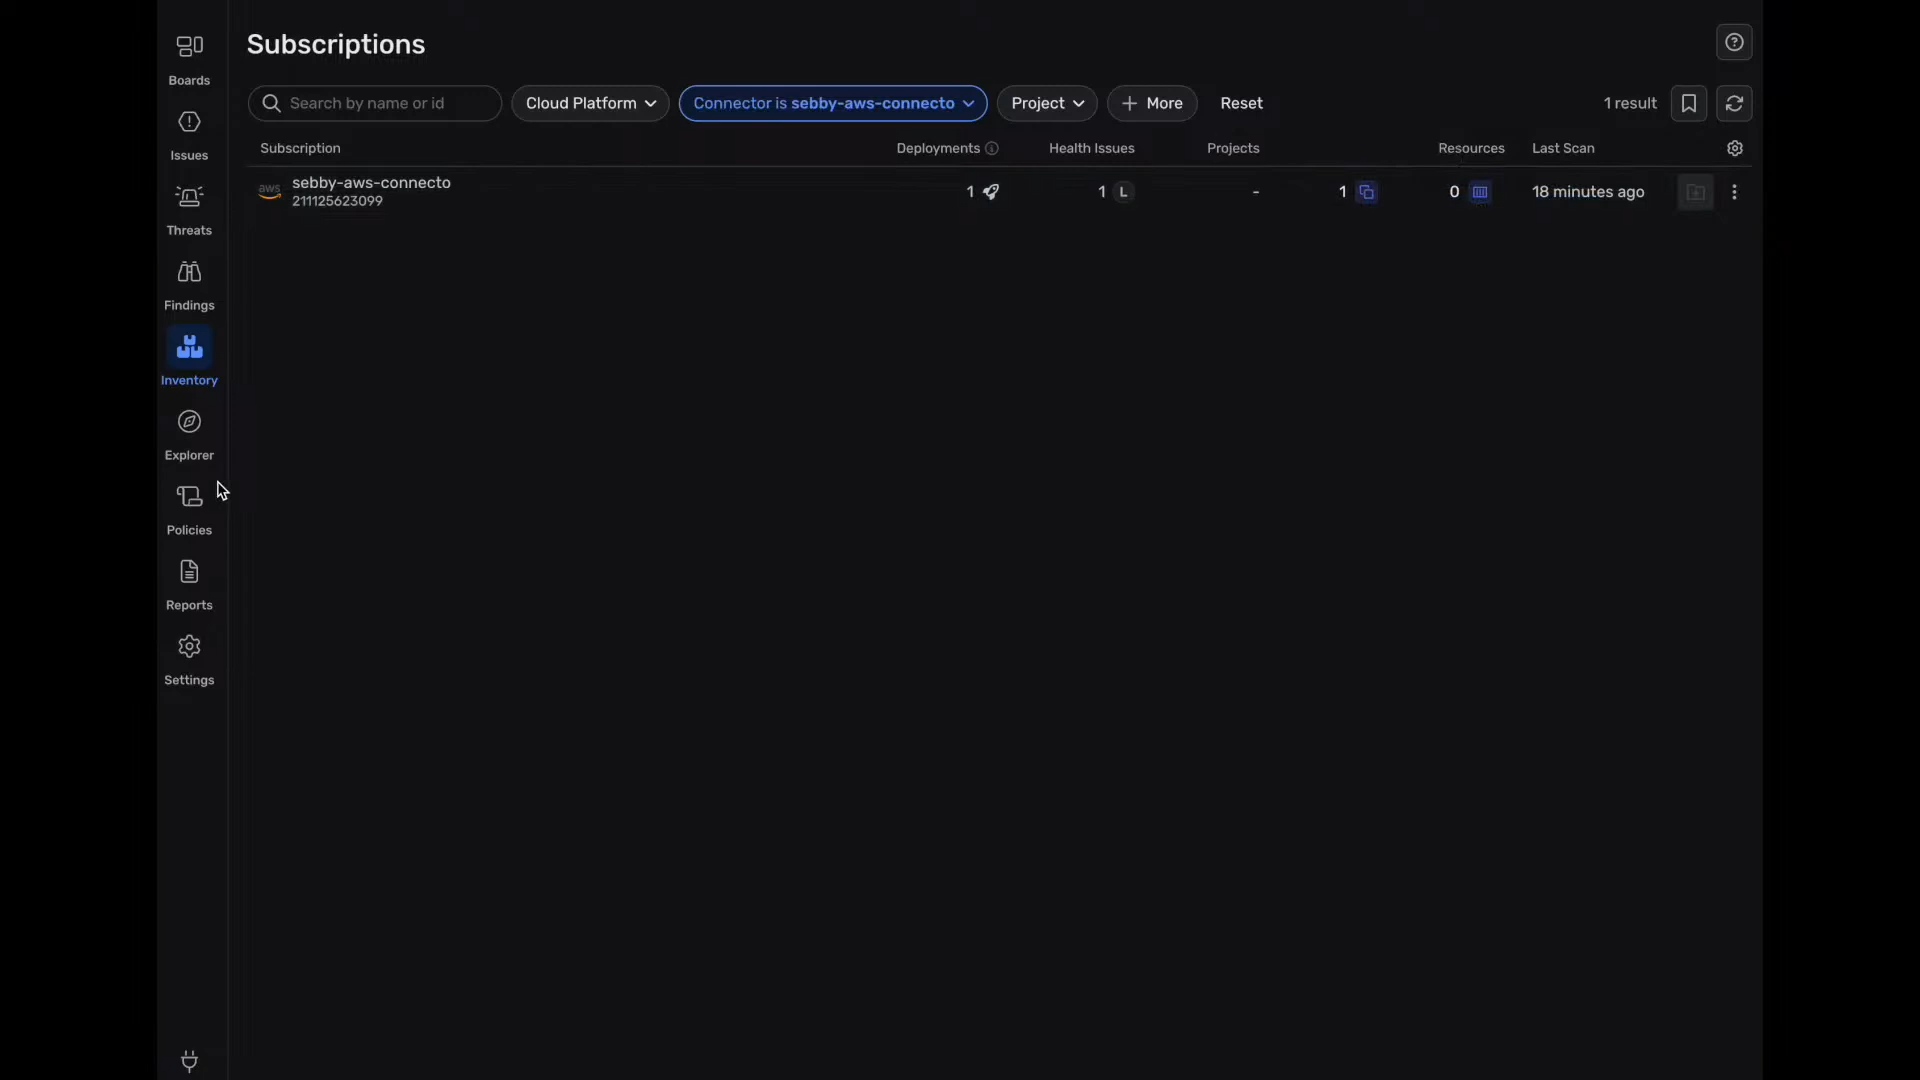 Subscriptions
Boards
Issues
Threats
Findings
Inventory
Explorer
Policies
Reports
Settings
Search by name or id
Cloud Platform
Connector is sebby-aws-connecto
Project
More
Reset
1 result
Subscription
Deployments
Health Issues
Projects
Resources
Last Scan
aws
sebby-aws-connecto
211125623099
1
1 L
-
1
0
18 minutes ago